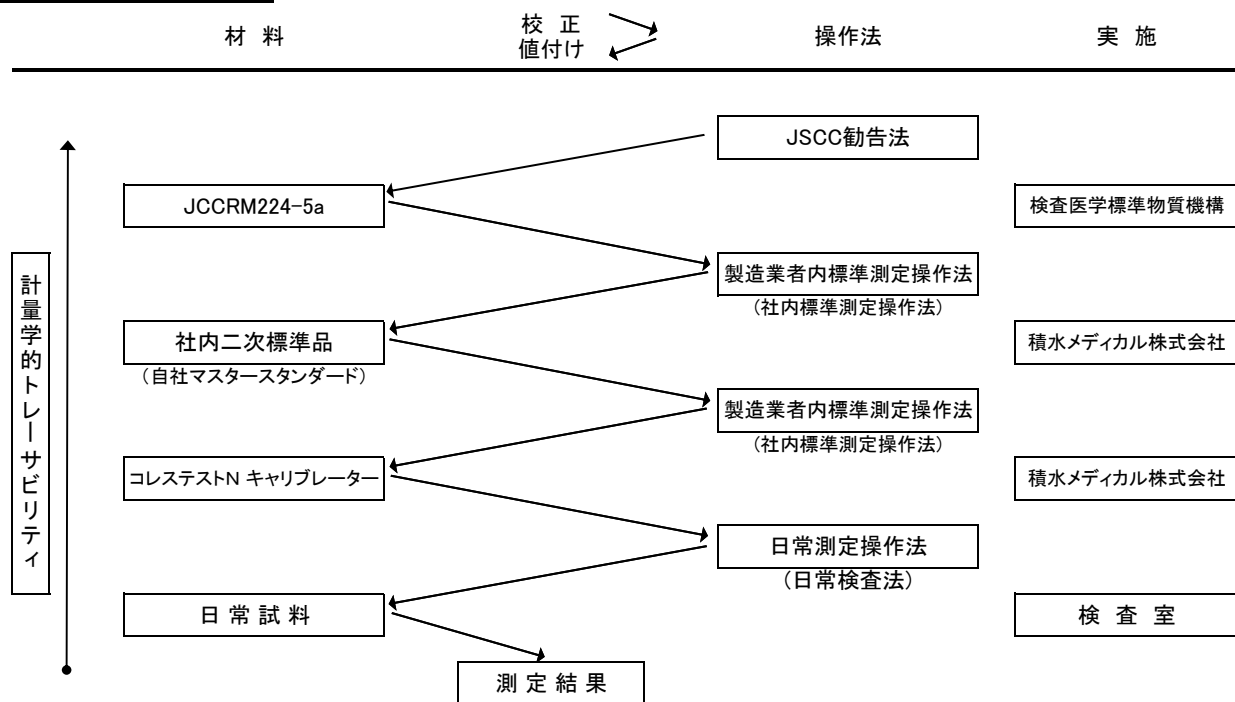 材 料
校 正
値付け
操作法
実 施
JSCC勧告法
JCCRM224-5a
検査医学標準物質機構
製造業者内標準測定操作法
(社内標準測定操作法)
社内二次標準品
(自社マスタースタンダード)
積水メディカル株式会社
製造業者内標準測定操作法
(社内標準測定操作法)
コレステストN キャリブレーター
積水メディカル株式会社
日常測定操作法
(日常検査法)
日 常 試 料
検 査 室
測 定 結 果
計量学的トレーサビリティ